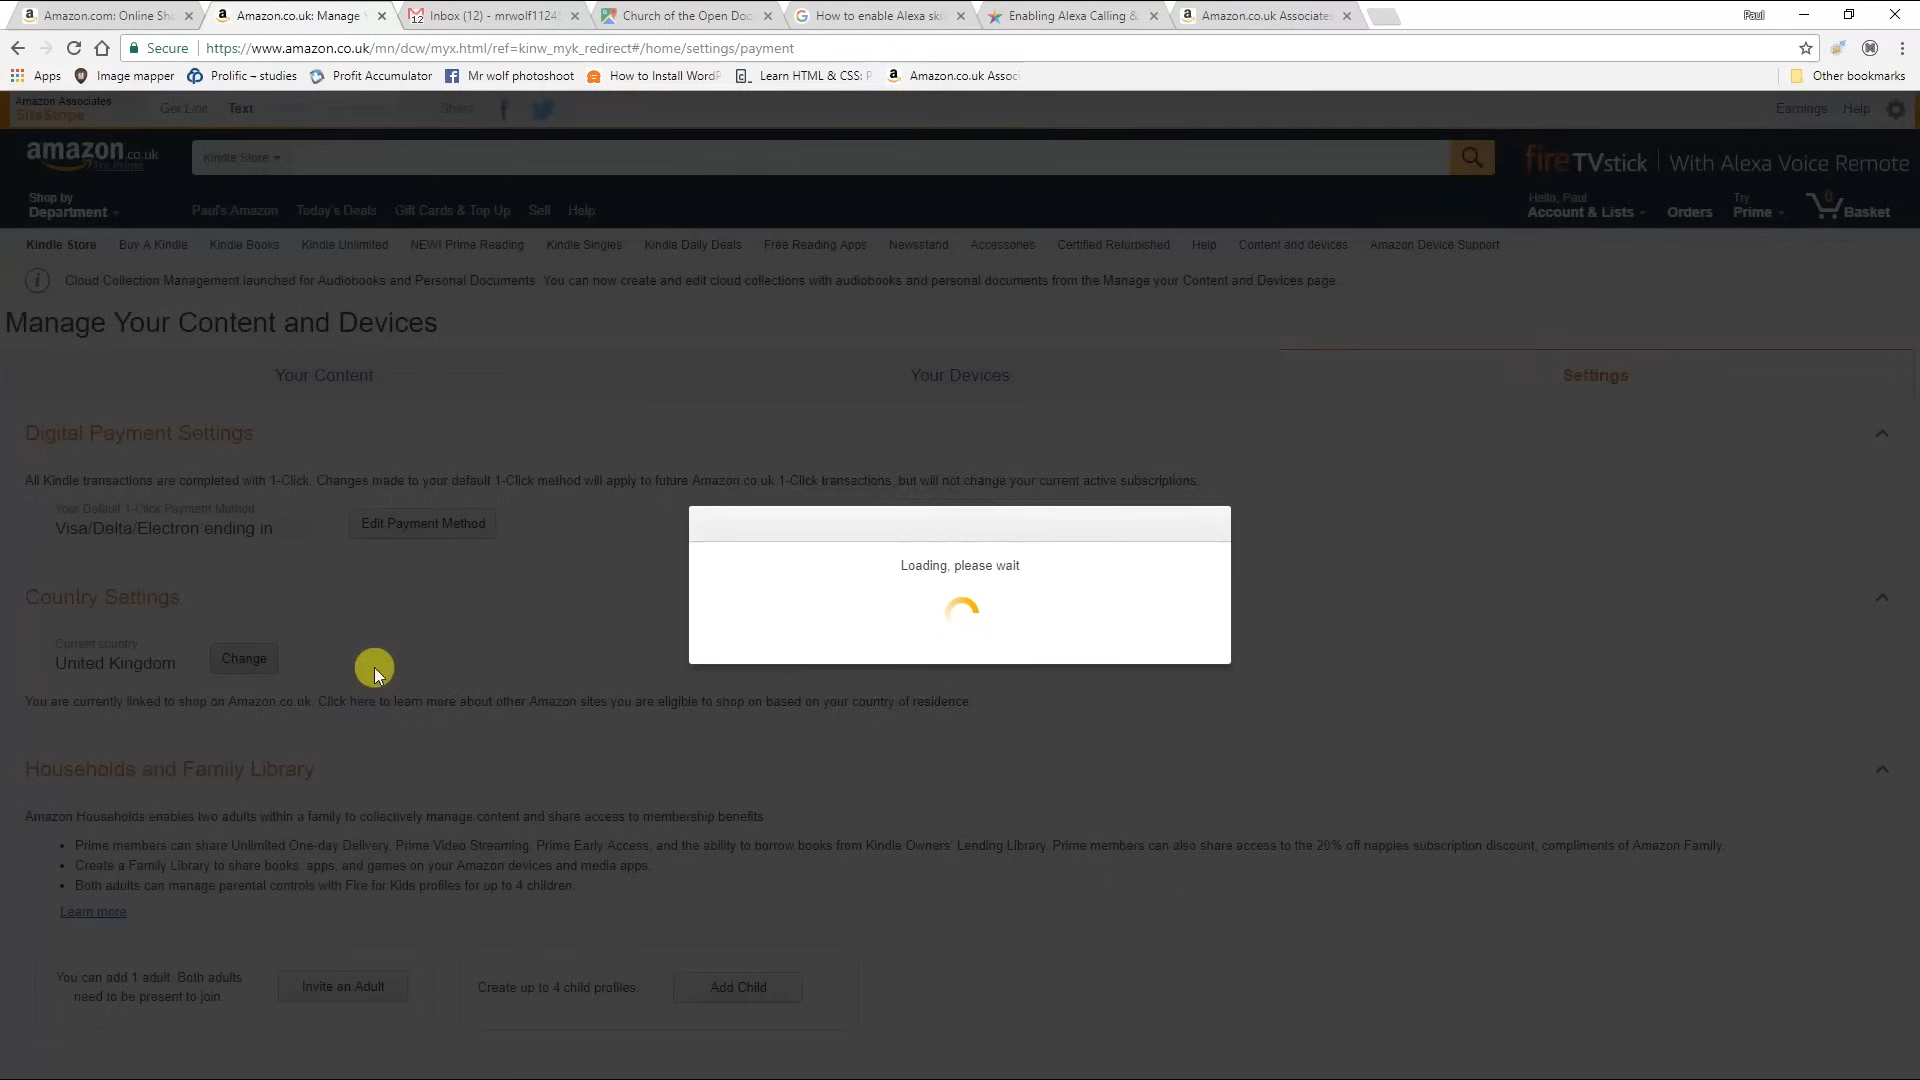 Amazon.com: Online Sho
Amazon.co.uk: Manage Y
Inbox (12) - mrwolf1124
Church of the Open Doo
How to enable Alexa skil
Enabling Alexa Calling &
Amazon.co.uk Associates
Paul
Secure
https://www.amazon.co.uk/mn/dcw/myx.html/ref=kinw_myk_redirect#/home/settings/payment
Apps
Image mapper
Prolific – studies
Profit Accumulator
Mr wolf photoshoot
How to Install WordP
Learn HTML & CSS: P
Amazon.co.uk Associ
Other bookmarks
Amazon Associates
SiteStripe
Get Link
Text
Share
Earnings
Help
amazon.co.uk
Try Prime
Kindle Store
fireTVstick | With Alexa Voice Remote
Shop by
Department
Paul's Amazon
Today's Deals
Gift Cards & Top Up
Sell
Help
Hello, Paul
Account & Lists
Orders
Try
Prime
0
Basket
Kindle Store
Buy A Kindle
Kindle Books
Kindle Unlimited
NEW! Prime Reading
Kindle Singles
Kindle Daily Deals
Free Reading Apps
Newsstand
Accessories
Certified Refurbished
Help
Content and devices
Amazon Device Support
Cloud Collection Management launched for Audiobooks and Personal Documents You can now create and edit cloud collections with audiobooks and personal documents from the Manage your Content and Devices page
Manage Your Content and Devices
Your Content
Your Devices
Settings
Digital Payment Settings
All Kindle transactions are completed with 1-Click. Changes made to your default 1-Click method will apply to future Amazon co uk 1-Click transactions, but will not change your current active subscriptions.
Your Default 1-Click Payment Method
Visa/Delta/Electron ending in
Edit Payment Method
Loading, please wait
Country Settings
Current country
United Kingdom
Change
You are currently linked to shop on Amazon.co.uk. Click here to learn more about other Amazon sites you are eligible to shop on based on your country of residence
Households and Family Library
Amazon Households enables two adults within a family to collectively manage content and share access to membership benefits
• Prime members can share Unlimited One-day Delivery, Prime Video Streaming, Prime Early Access, and the ability to borrow books from Kindle Owners' Lending Library. Prime members can also share access to the 20% off nappies subscription discount, compliments of Amazon Family.
• Create a Family Library to share books, apps, and games on your Amazon devices and media apps.
• Both adults can manage parental controls with Fire for Kids profiles for up to 4 children.
Learn more
You can add 1 adult. Both adults
need to be present to join.
Invite an Adult
Create up to 4 child profiles.
Add Child